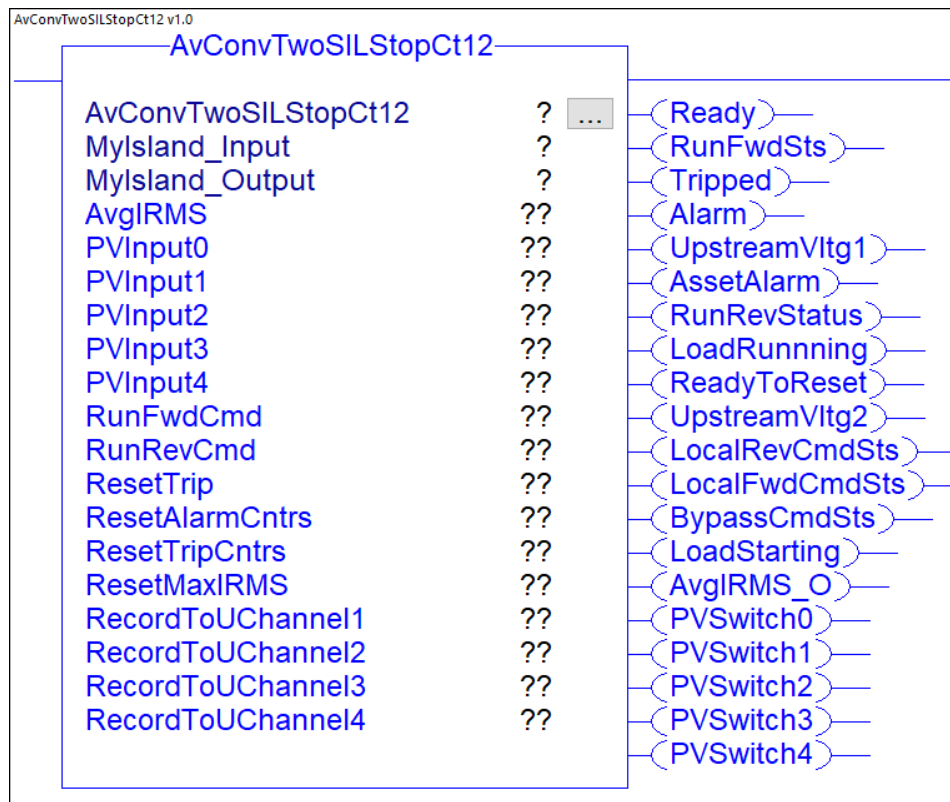 AvConvTwoSILStopCt12 v1.0
AvConvTwoSILStopCt12
AvConvTwoSILStopCt12 ? ... Ready
MyIsland_Input ? RunFwdSts
MyIsland_Output ? Tripped
AvgIRMS ?? Alarm
PVInput0 ?? UpstreamVltg1
PVInput1 ?? AssetAlarm
PVInput2 ?? RunRevStatus
PVInput3 ?? LoadRunnning
PVInput4 ?? ReadyToReset
RunFwdCmd ?? UpstreamVltg2
RunRevCmd ?? LocalRevCmdSts
ResetTrip ?? LocalFwdCmdSts
ResetAlarmCntrs ?? BypassCmdSts
ResetTripCntrs ?? LoadStarting
ResetMaxIRMS ?? AvgIRMS_O
RecordToUChannel1 ?? PVSwitch0
RecordToUChannel2 ?? PVSwitch1
RecordToUChannel3 ?? PVSwitch2
RecordToUChannel4 ?? PVSwitch3
PVSwitch4